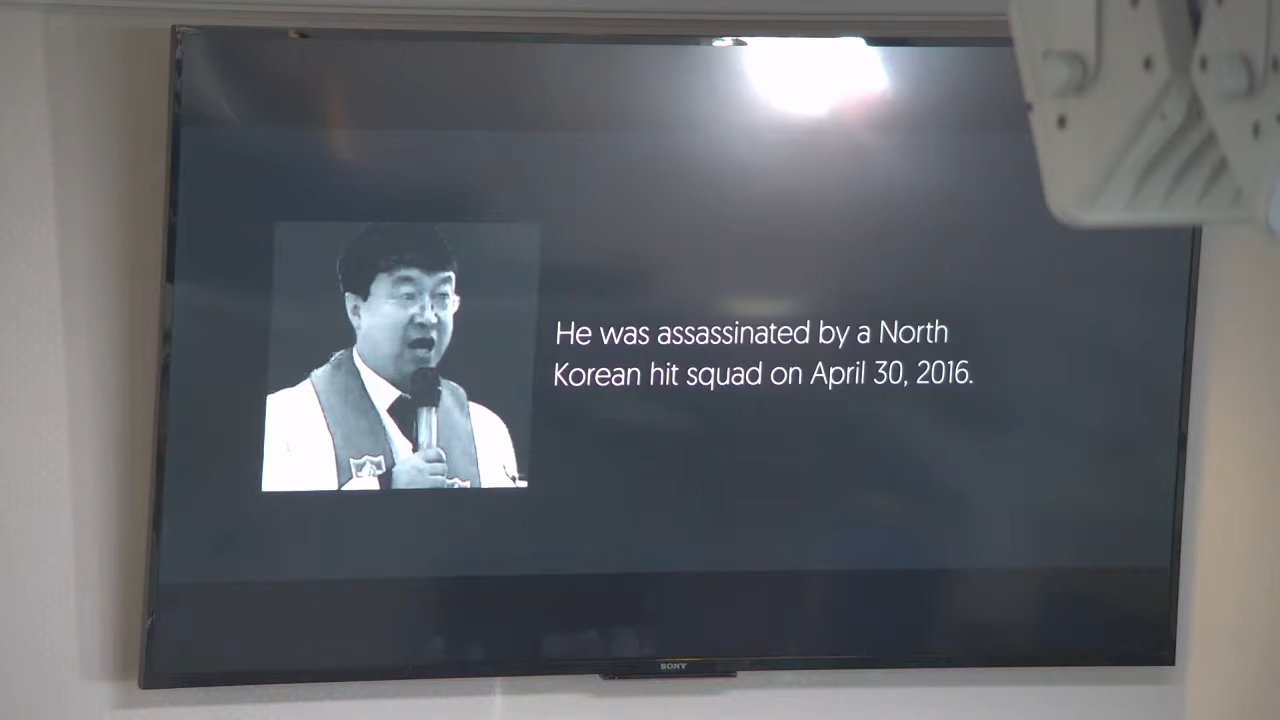 He was assassinated by a North
Korean hit squad on April 30, 2016.
SONY